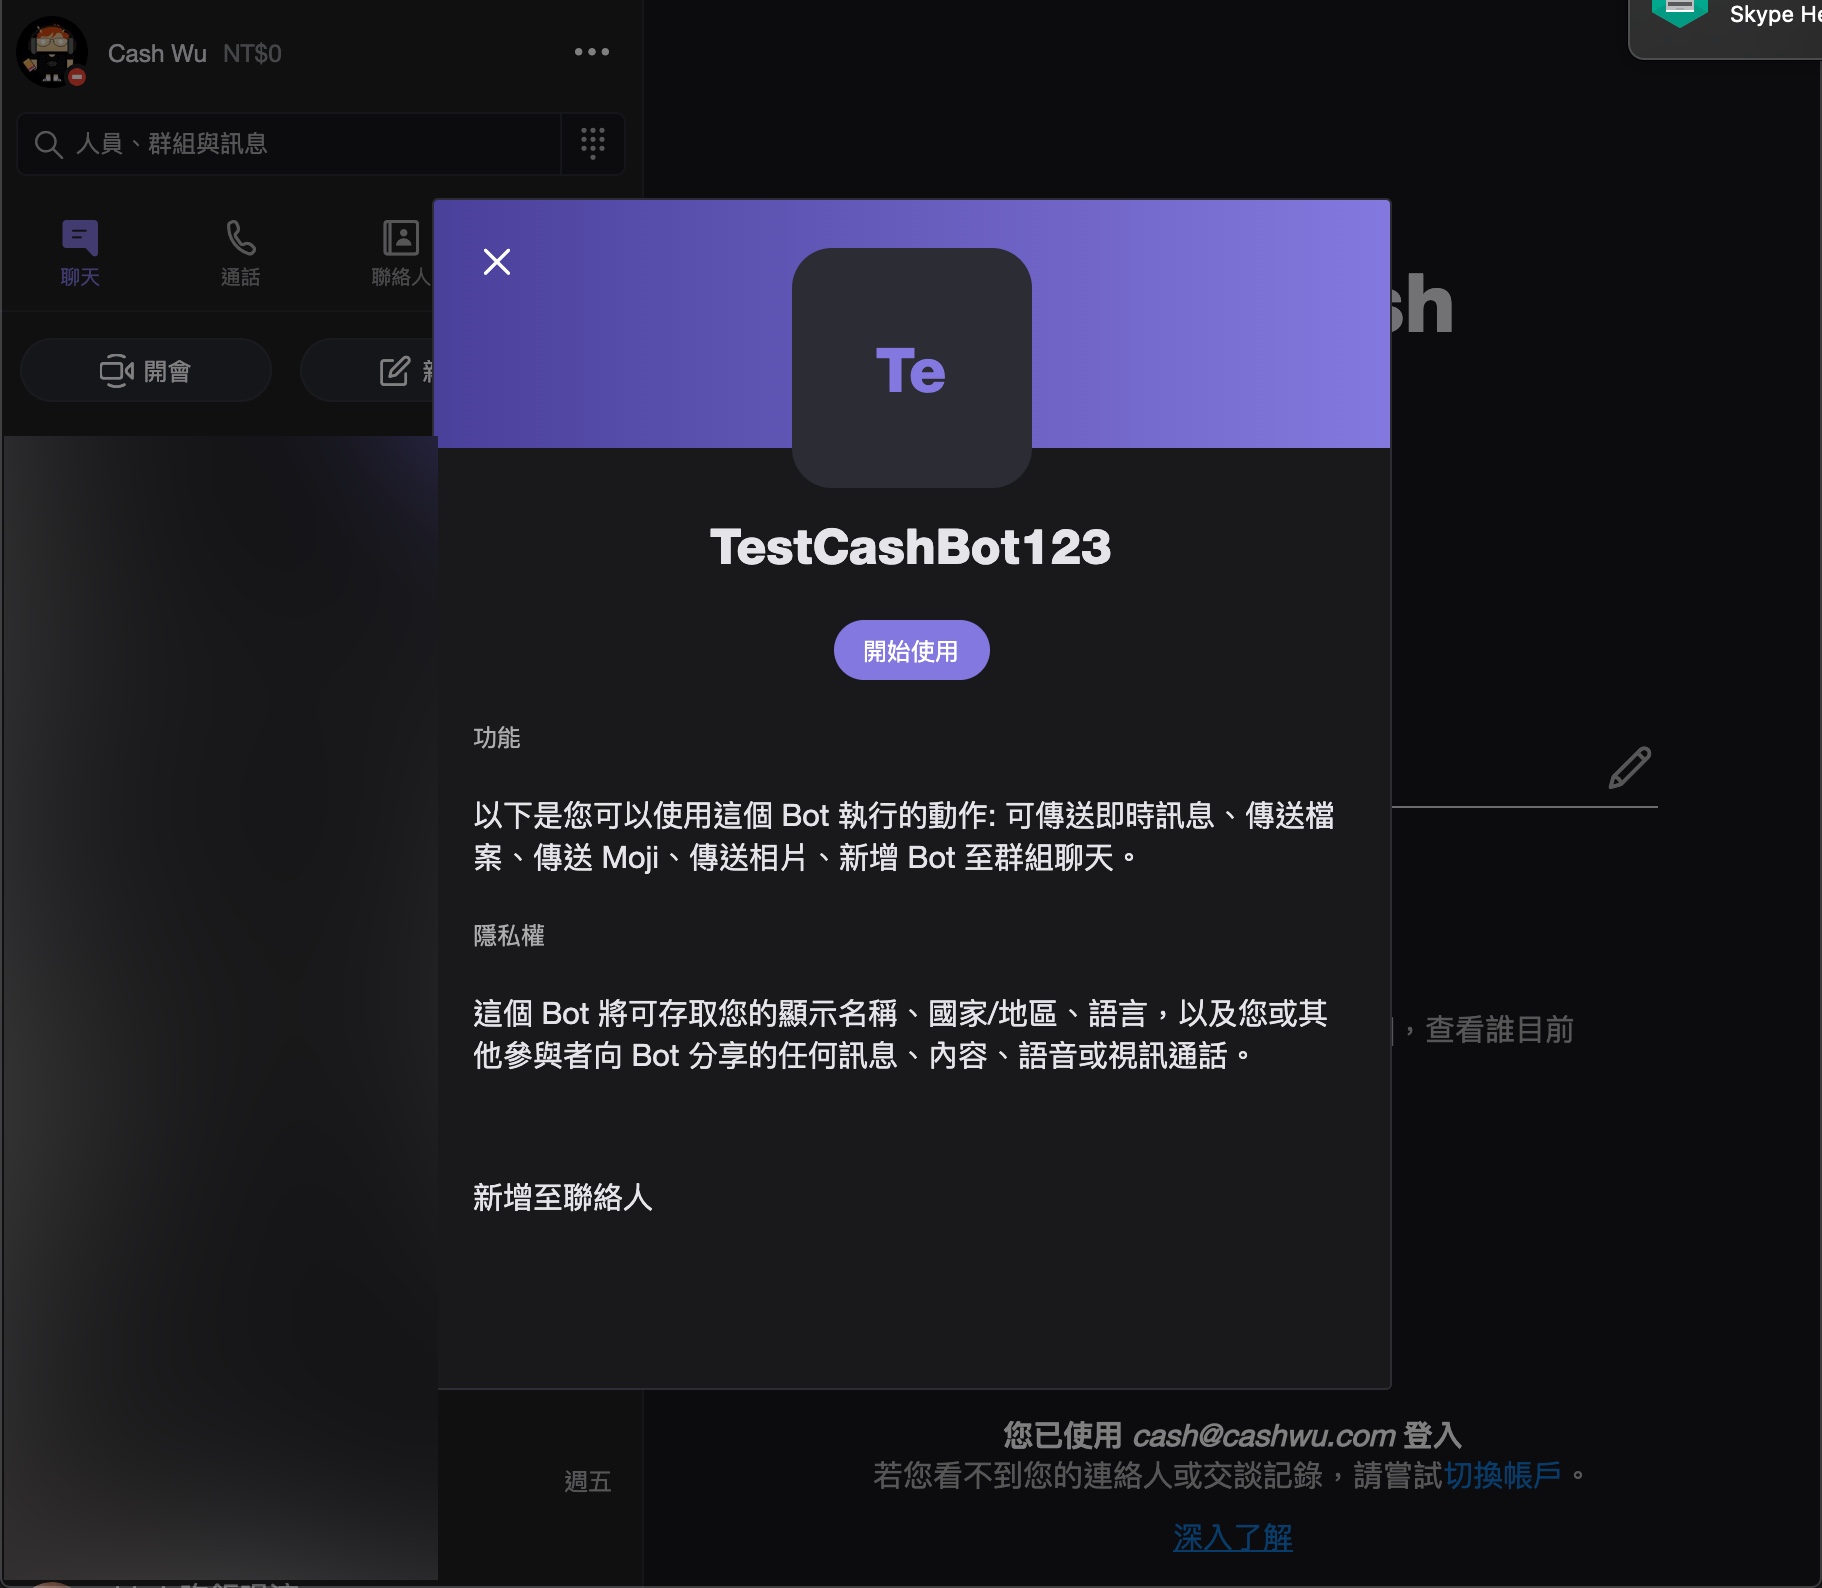 Cash Wu NT$0
人員、群組與訊息
聊天
通話
聯絡人
開會
Skype
Te
TestCashBot123
開始使用
功能
以下是您可以使用這個 Bot 執行的動作: 可傳送即時訊息、傳送檔
案、傳送 Moji、傳送相片、新增 Bot 至群組聊天。
隱私權
這個 Bot 將可存取您的顯示名稱、國家/地區、語言，以及您或其
他參與者向 Bot 分享的任何訊息、內容、語音或視訊通話。
新增至聯絡人
，查看誰目前
您已使用 cash@cashwu.com 登入
若您看不到您的連絡人或交談記錄，請嘗試切換帳戶。
深入了解
週五